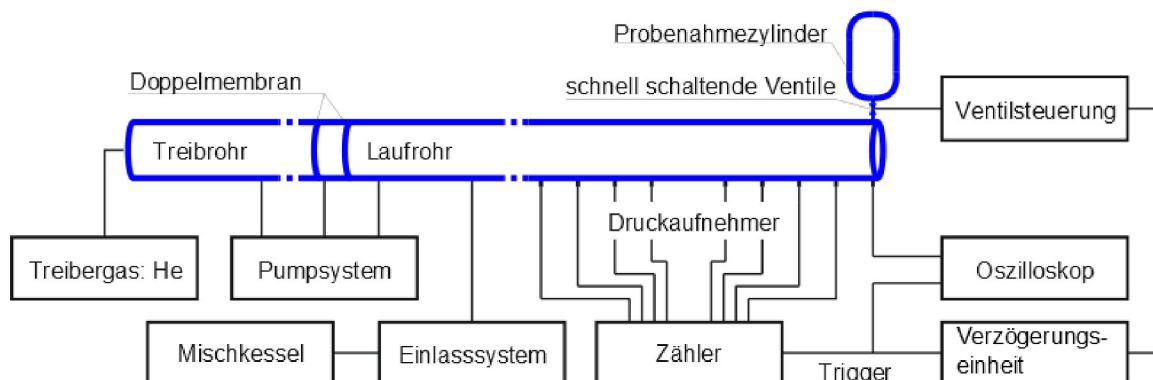 Probenahmezylinder
Doppelmembran
schnell schaltende Ventile
Ventilsteuerung
Treibrohr
Laufrohr
Druckaufnehmer
Treibergas: He
Pumpsystem
Oszilloskop
Mischkessel
Einlasssystem
Zähler
Trigger
Verzögerungs-
einheit